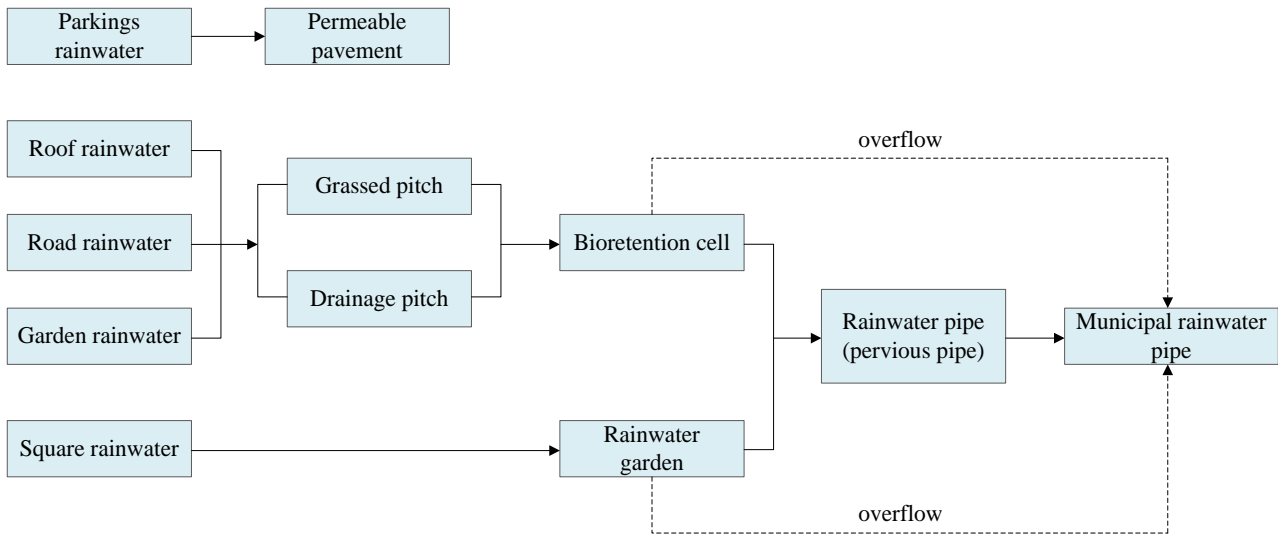 Parkings
rainwater
Permeable
pavement
Roof rainwater
Grassed pitch
overflow
Road rainwater
Bioretention cell
Drainage pitch
Garden rainwater
Rainwater pipe
(pervious pipe)
Municipal rainwater
pipe
Square rainwater
Rainwater
garden
overflow